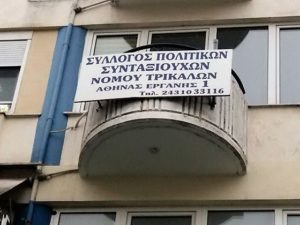 ΣΥΛΛΟΓΟΣ ΠΟΛΙΤΙΚΩΝ
ΣΥΝΤΑΞΙΟΥΧΩΝ
ΝΟΜΟΥ ΤΡΙΚΑΛΩΝ
ΑΘΗΝΑΣ ΕΡΓΑΝΗΣ 1
Τηλ. 24310 33116